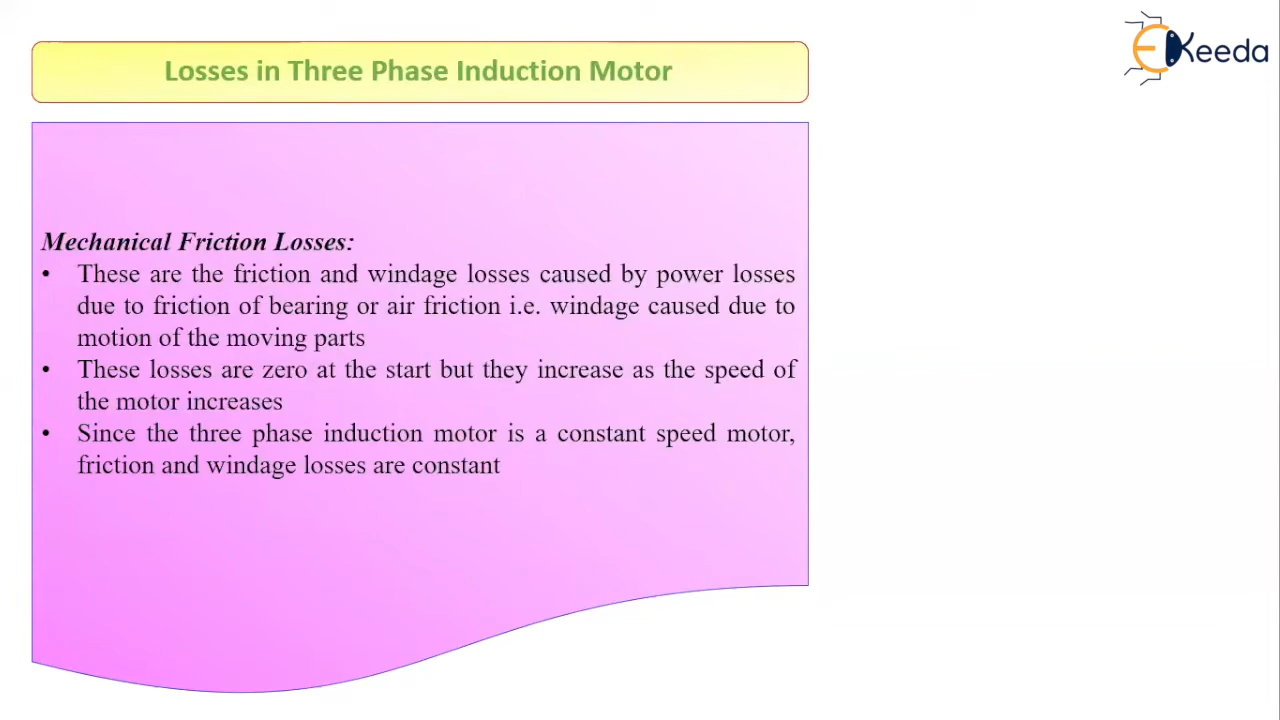 EKeeda
Losses in Three Phase Induction Motor
Mechanical Friction Losses:
• These are the friction and windage losses caused by power losses
due to friction of bearing or air friction i.e. windage caused due to
motion of the moving parts
• These losses are zero at the start but they increase as the speed of
the motor increases
• Since the three phase induction motor is a constant speed motor,
friction and windage losses are constant